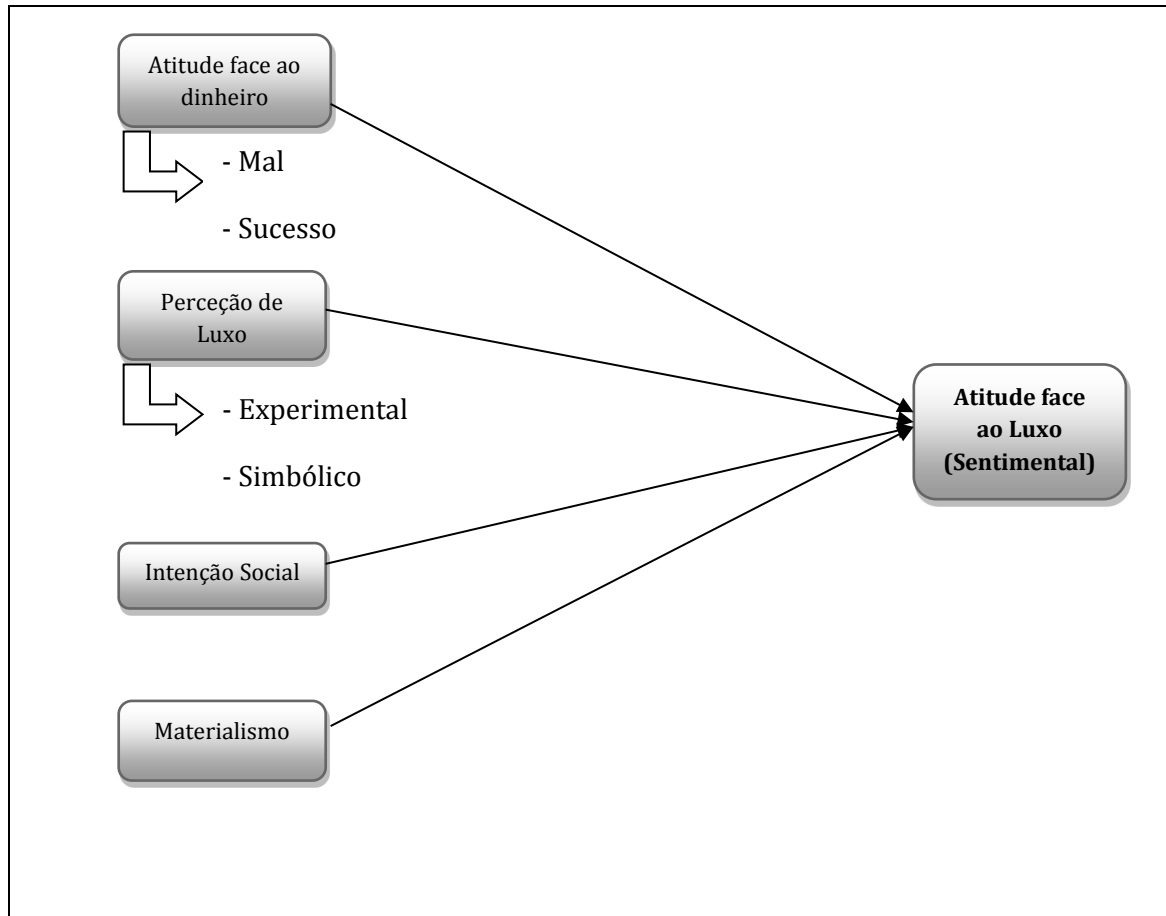 Atitude face ao
dinheiro
- Mal
- Sucesso
Perceção de
Luxo
- Experimental
- Simbólico
Intenção Social
Materialismo
Atitude face
ao Luxo
(Sentimental)